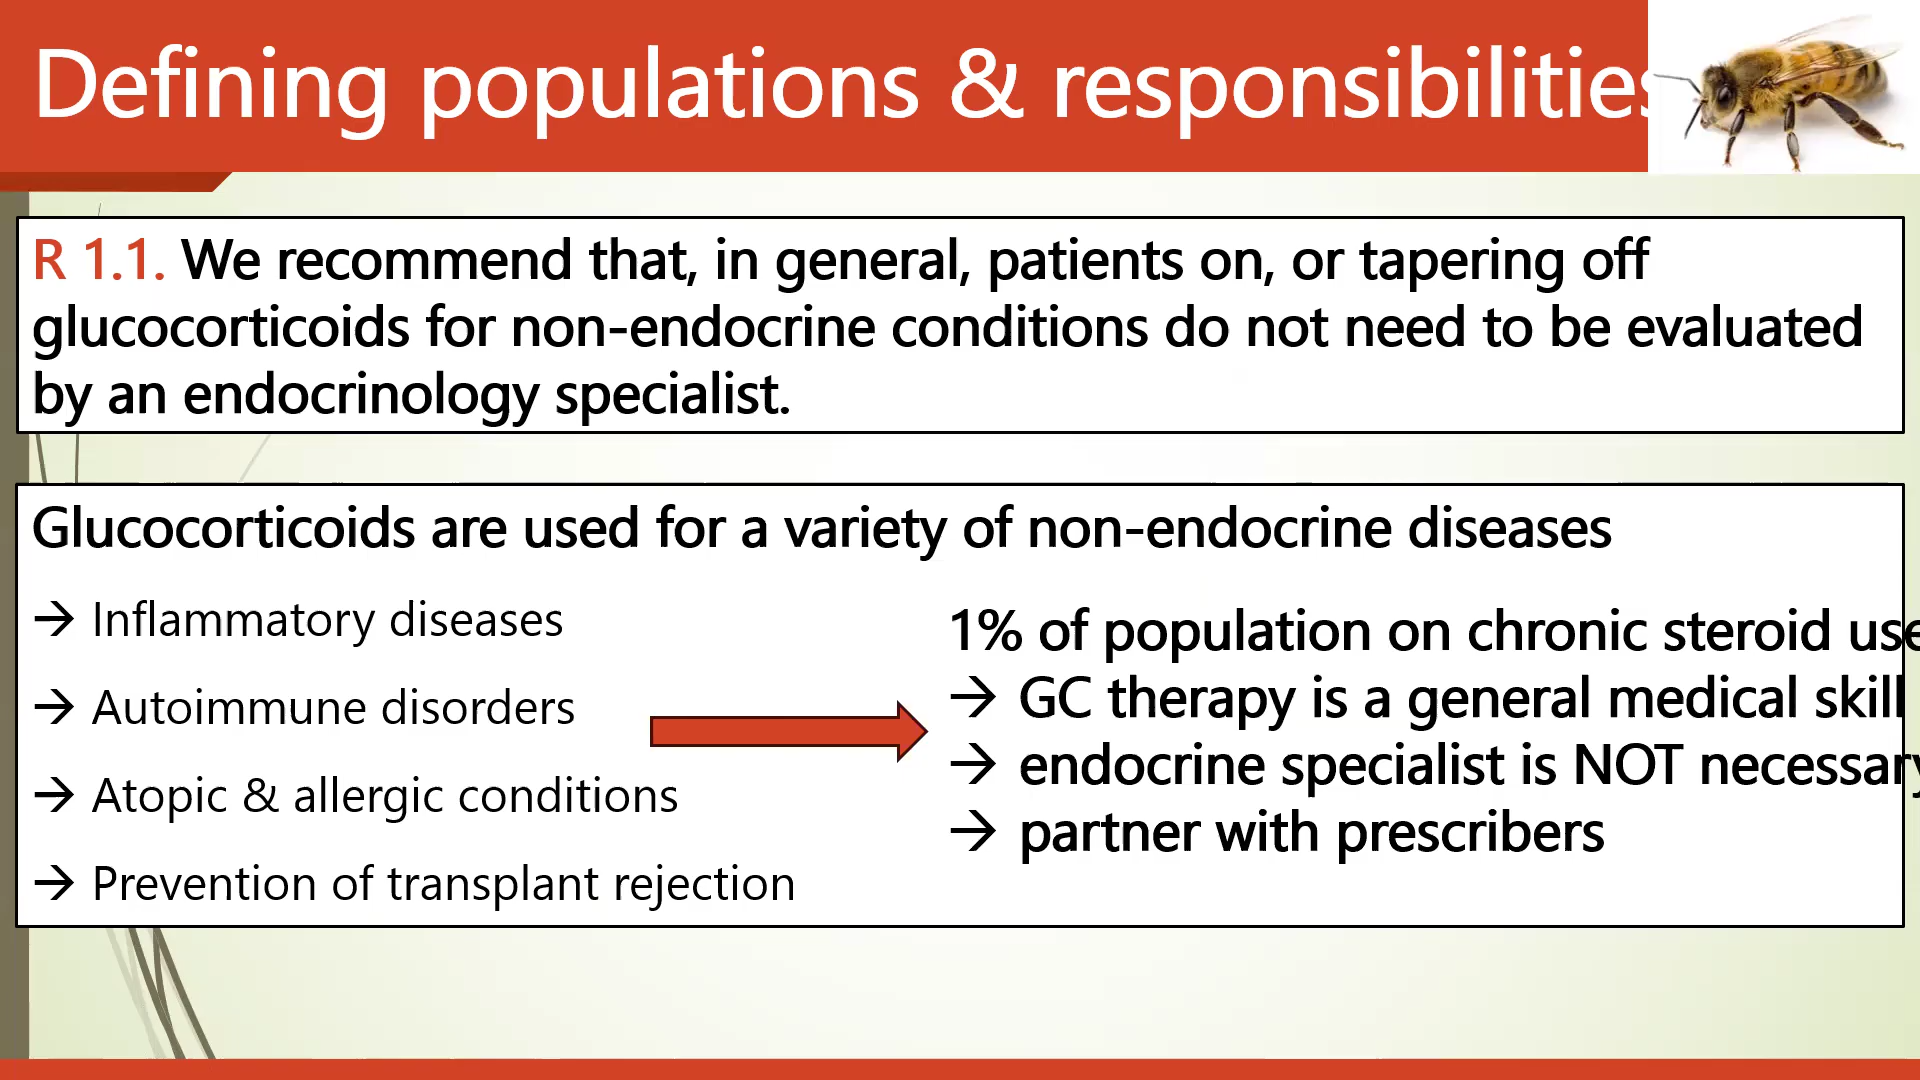 Defining populations & responsibilities
R 1.1. We recommend that, in general, patients on, or tapering off
glucocorticoids for non-endocrine conditions do not need to be evaluated
by an endocrinology specialist.
Glucocorticoids are used for a variety of non-endocrine diseases
→ Inflammatory diseases
→ Autoimmune disorders
→ Atopic & allergic conditions
→ Prevention of transplant rejection
1% of population on chronic steroid use
→ GC therapy is a general medical skill
→ endocrine specialist is NOT necessary
→ partner with prescribers